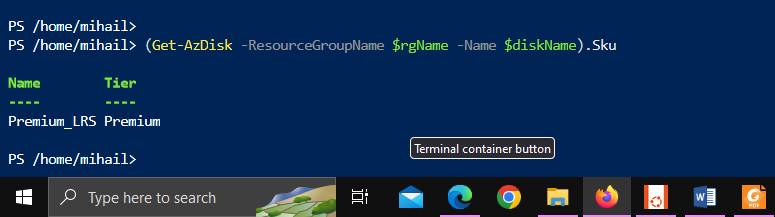 PS /home/mihail>
PS /home/mihail> (Get-AzDisk -ResourceGroupName $rgName -Name $diskName).Sku
Name Tier
---- ----
Premium_LRS Premium
PS /home/mihail>
Terminal container button
Type here to search
W
G
PDF